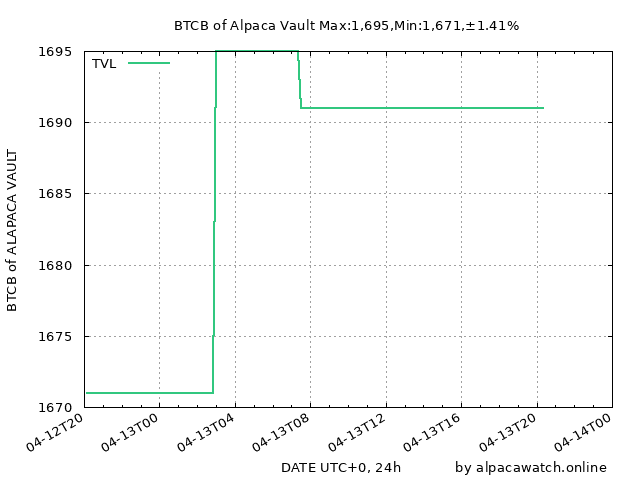 BTCB of Alpaca Vault Max:1,695,Min:1,671,±1.41%
TVL
1695
1690
1685
1680
1675
1670
BTCB of ALAPACA VAULT
04-12T20
04-13T00
04-13T04
04-13T08
04-13T12
04-13T16
04-13T20
04-14T00
DATE UTC+0, 24h
by alpacawatch.online